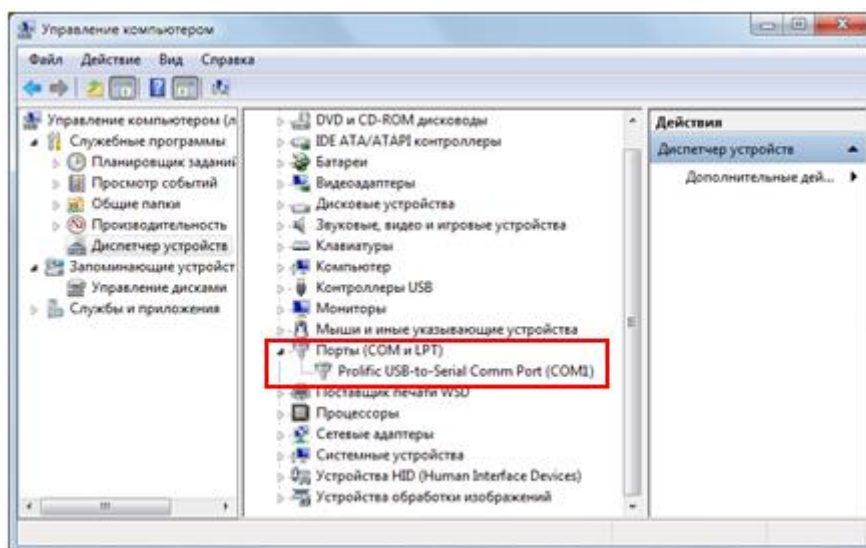 Управление компьютером
Файл Действие Вид Справка
Управление компьютером (л
Служебные программы
Планировщик заданий
Просмотр событий
Общие папки
Производительность
Диспетчер устройств
Запоминающие устройст
Управление дисками
Службы и приложения
DVD и CD-ROM дисководы
IDE ATA/ATAPI контроллеры
Батареи
Видеоадаптеры
Дисковые устройства
Звуковые, видео и игровые устройства
Клавиатуры
Компьютер
Контроллеры USB
Мониторы
Мыши и иные указывающие устройства
Порты (COM и LPT)
Prolific USB-to-Serial Comm Port (COM1)
Поставщик печати WSD
Процессоры
Сетевые адаптеры
Системные устройства
Устройства HID (Human Interface Devices)
Устройства обработки изображений
Действия
Диспетчер устройств
Дополнительные дей...